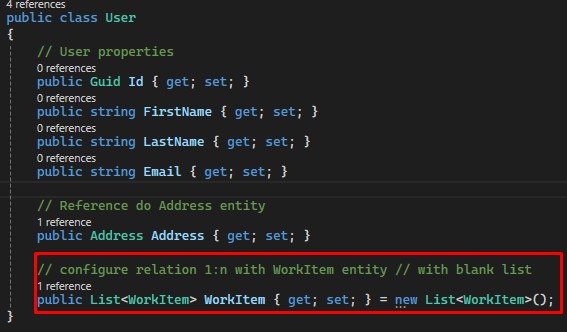 4 references
public class User
{
// User properties
0 references
public Guid Id { get; set; }
0 references
public string FirstName { get; set; }
0 references
public string LastName { get; set; }
0 references
public string Email { get; set; }
// Reference do Address entity
1 reference
public Address Address { get; set; }
// configure relation 1:n with WorkItem entity // with blank list
1 reference
public List<WorkItem> WorkItem { get; set; } = new List<WorkItem>();
}